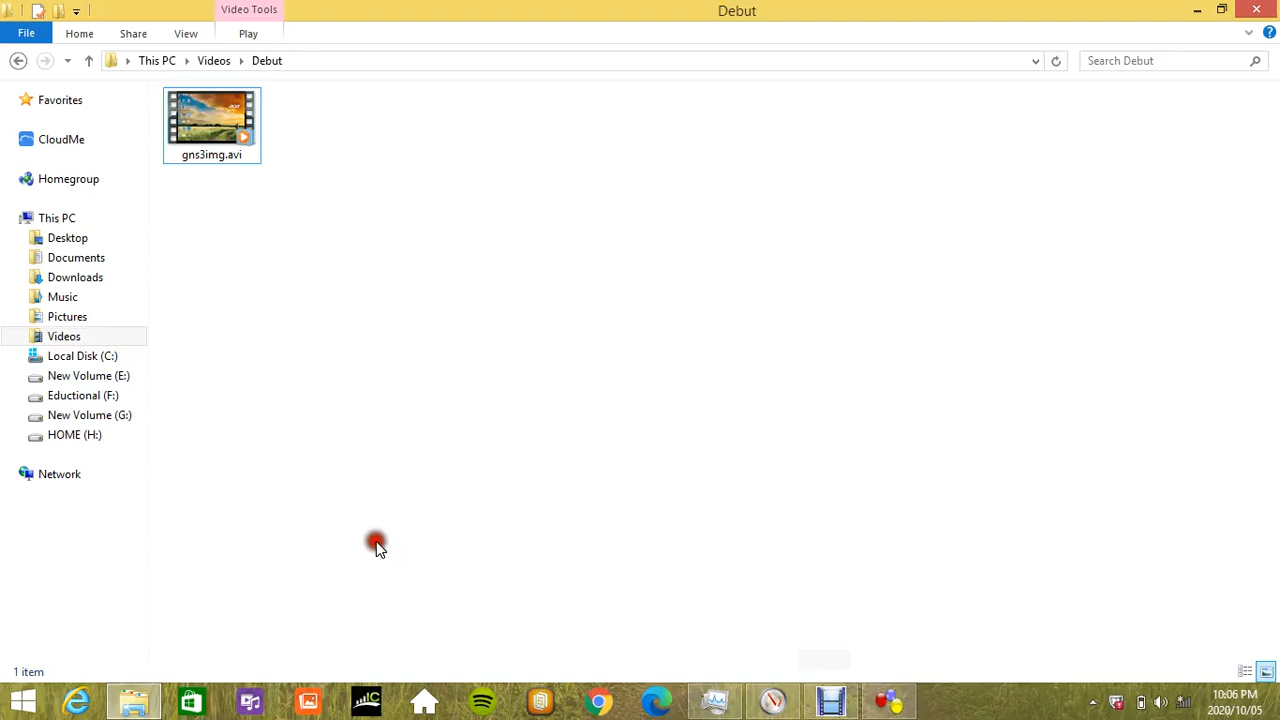 Video Tools
Debut
File
Home
Share
View
Play
This PC
Videos
Debut
Search Debut
Favorites
CloudMe
Homegroup
This PC
Desktop
Documents
Downloads
Music
Pictures
Videos
Local Disk (C:)
New Volume (E:)
Eductional (F:)
New Volume (G:)
HOME (H:)
Network
gns3img.avi
1 item
10:06 PM
2020/10/05